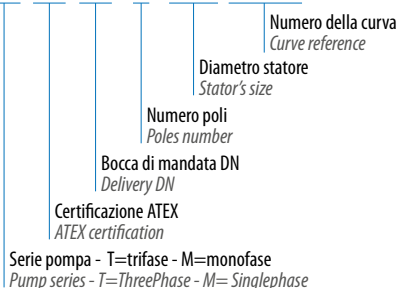 Numero della curva
Curve reference
Diametro statore
Stator's size
Numero poli
Poles number
Bocca di mandata DN
Delivery DN
Certificazione ATEX
ATEX certification
Serie pompa - T=trifase - M=monofase
Pump series - T=ThreePhase - M= Singlephase